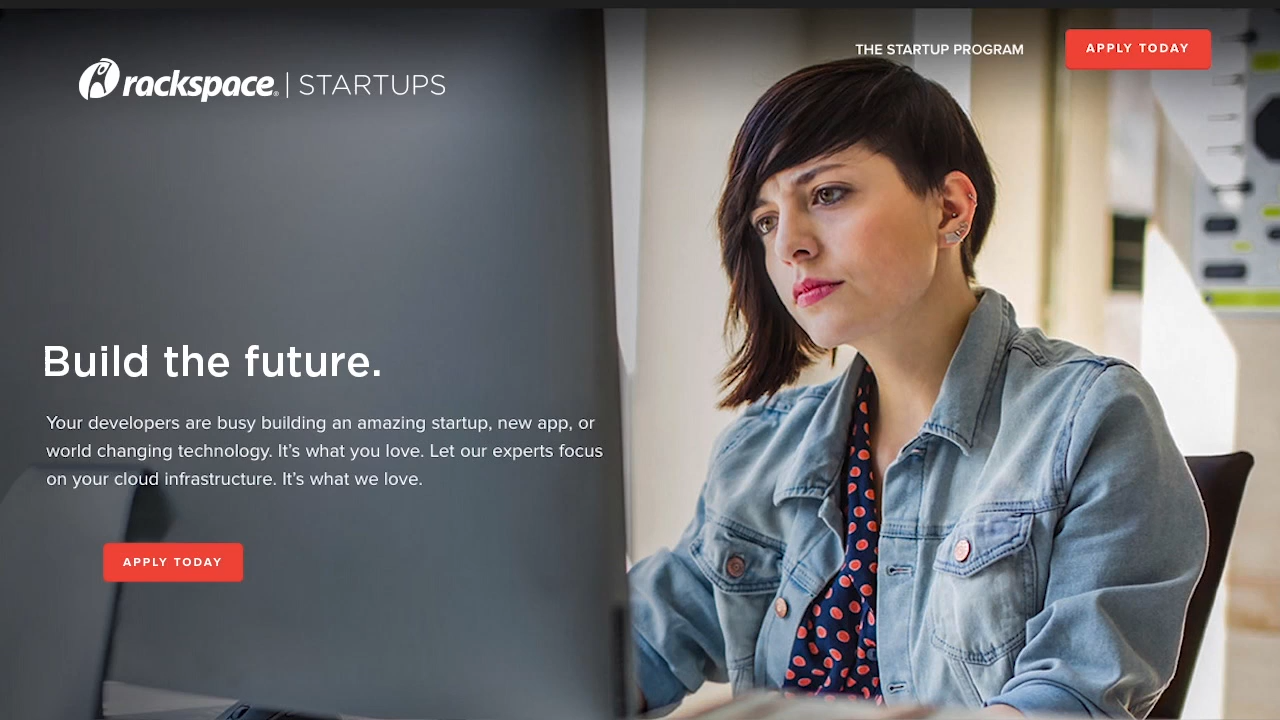 THE STARTUP PROGRAM
APPLY TODAY
rackspace® | STARTUPS
Build the future.
Your developers are busy building an amazing startup, new app, or
world changing technology. It’s what you love. Let our experts focus
on your cloud infrastructure. It’s what we love.
APPLY TODAY